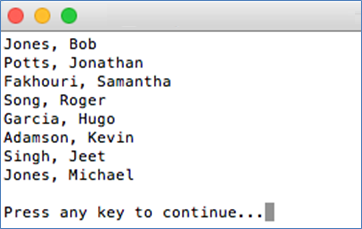 Jones, Bob
Potts, Jonathan
Fakhouri, Samantha
Song, Roger
Garcia, Hugo
Adamson, Kevin
Singh, Jeet
Jones, Michael
Press any key to continue...